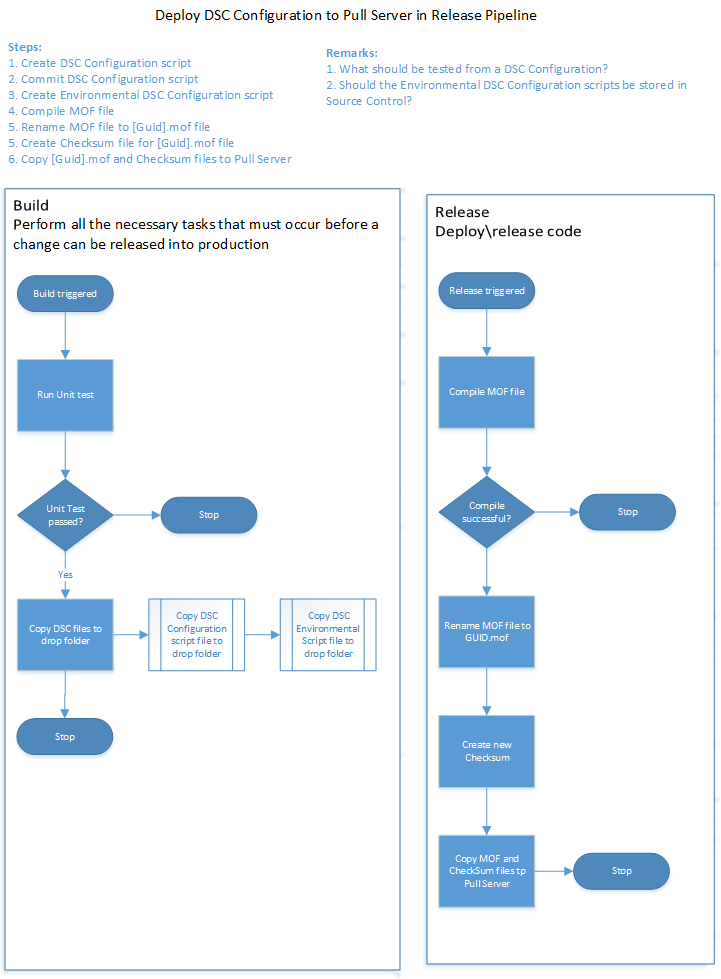 Deploy DSC Configuration to Pull Server in Release Pipeline
Steps:
1. Create DSC Configuration script
2. Commit DSC Configuration script
3. Create Environmental DSC Configuration script
4. Compile MOF file
5. Rename MOF file to [Guid].mof file
5. Create Checksum file for [Guid].mof file
6. Copy [Guid].mof and Checksum files to Pull Server
Remarks:
1. What should be tested from a DSC Configuration?
2. Should the Environmental DSC Configuration scripts be stored in
Source Control?
Build
Perform all the necessary tasks that must occur before a
change can be released into production
Build triggered
Run Unit test
Unit Test
passed?
Stop
Yes
Copy DSC files to
drop folder
Copy DSC
Configuration
script file to
drop folder
Copy DSC
Environmental
Script file to
drop folder
Stop
Release
Deploy\release code
Release triggered
Compile MOF file
Compile
successful?
Stop
Rename MOF file to
GUID.mof
Create new
Checksum
Copy MOF and
CheckSum files tp
Pull Server
Stop